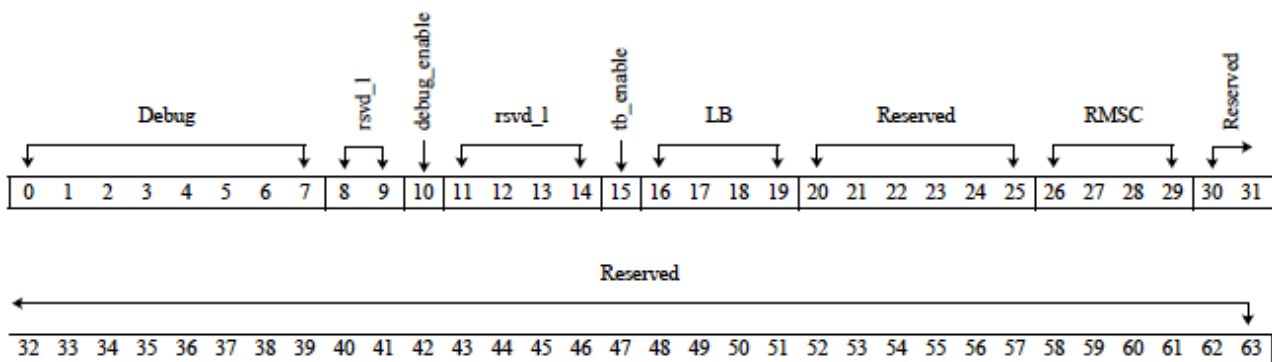 Debug rsvd_1 debug_enable rsvd_1 tb_enable LB Reserved RMSC Reserved
0 1 2 3 4 5 6 7 8 9 10 11 12 13 14 15 16 17 18 19 20 21 22 23 24 25 26 27 28 29 30 31
Reserved
32 33 34 35 36 37 38 39 40 41 42 43 44 45 46 47 48 49 50 51 52 53 54 55 56 57 58 59 60 61 62 63